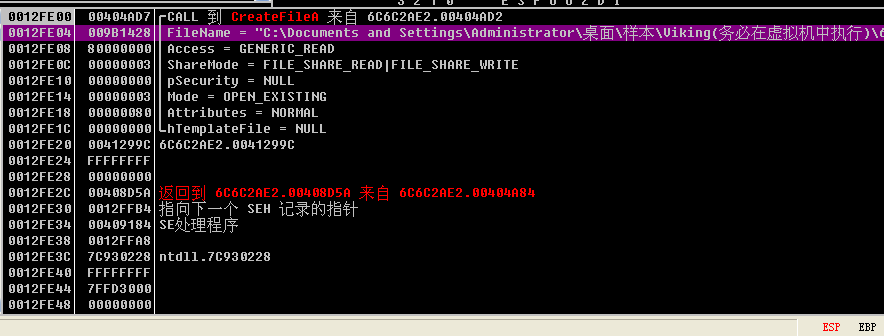 0012FE00 00404AD7 CALL 到 CreateFileA 来自 6C6C2AE2.00404AD2
0012FE04 009B1428 FileName = "C:\Documents and Settings\Administrator\桌面\样本\Viking(务必在虚拟机中执行)\6
0012FE08 80000000 Access = GENERIC_READ
0012FE0C 00000003 ShareMode = FILE_SHARE_READ|FILE_SHARE_WRITE
0012FE10 00000000 pSecurity = NULL
0012FE14 00000003 Mode = OPEN_EXISTING
0012FE18 00000080 Attributes = NORMAL
0012FE1C 00000000 hTemplateFile = NULL
0012FE20 0041299C 6C6C2AE2.0041299C
0012FE24 FFFFFFFF
0012FE28 00000000
0012FE2C 00408D5A 返回到 6C6C2AE2.00408D5A 来自 6C6C2AE2.00404A84
0012FE30 0012FFB4 指向下一个 SEH 记录的指针
0012FE34 00409184 SE处理程序
0012FE38 0012FFA8
0012FE3C 7C930228 ntdll.7C930228
0012FE40 FFFFFFFF
0012FE44 7FFD3000
0012FE48 00000000
ESP EBP